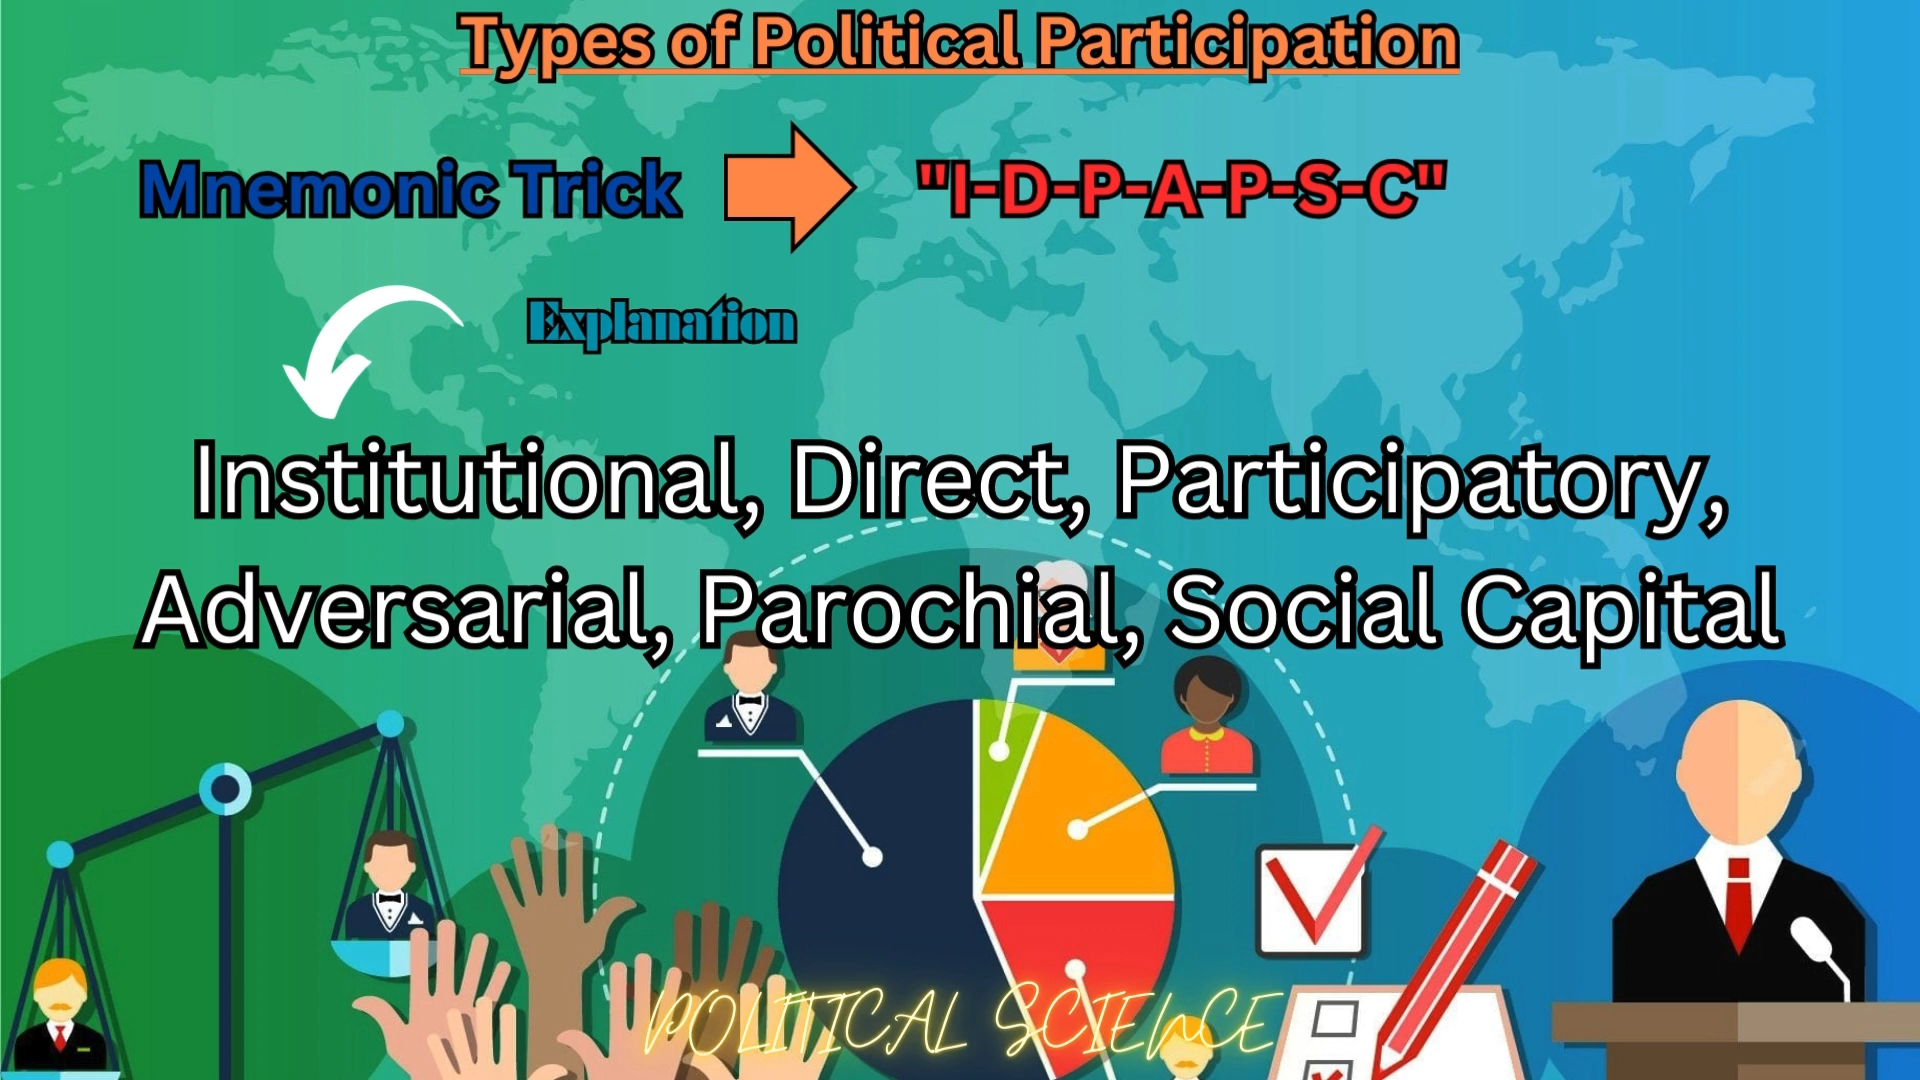 Types of Political Participation
Mnemonic Trick
"I-D-P-A-P-S-C"
Explanation
Institutional, Direct, Participatory,
Adversarial, Parochial, Social Capital
POLITICAL SCIENCE